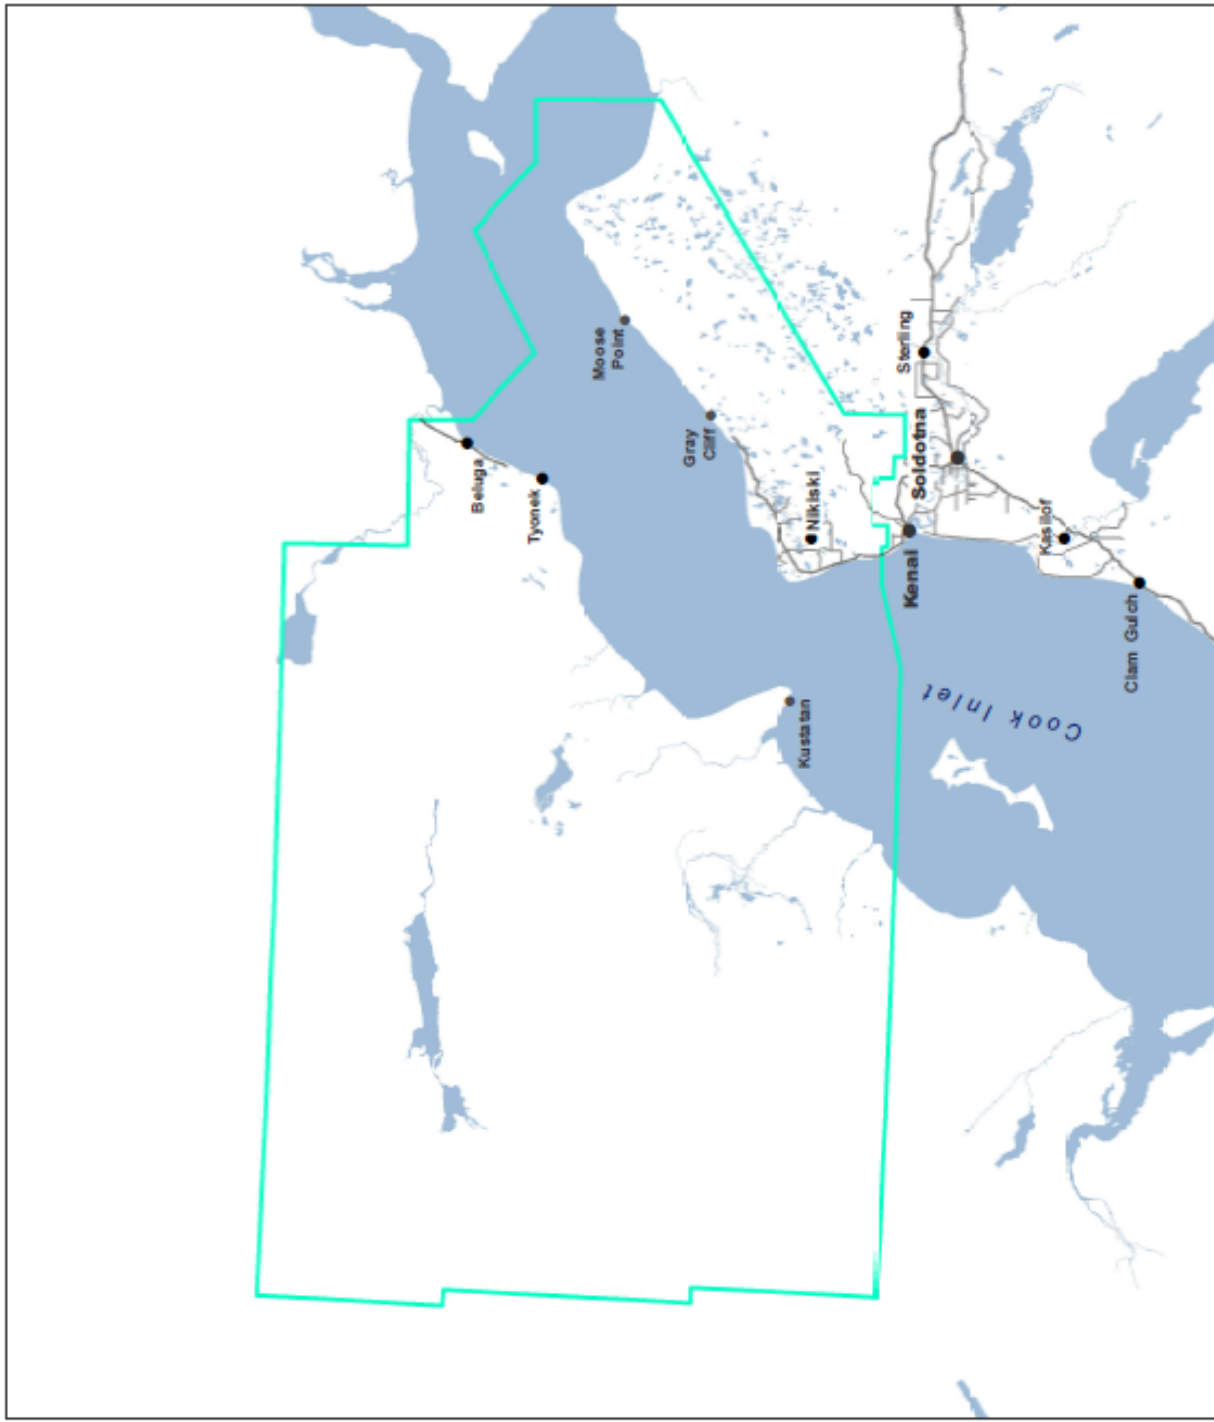 Sterling
Moose
Point
Gray
Cliff
Soldotna
Beluga
Tyonek
Nikiski
Kasilof
Kenai
Clam Gulch
Cook Inlet
Kustatan